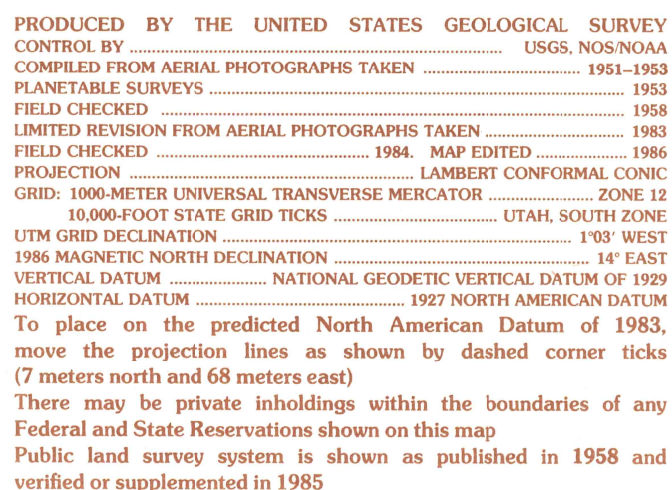 PRODUCED BY THE UNITED STATES GEOLOGICAL SURVEY
CONTROL BY ........................................ USGS, NOS/NOAA
COMPILED FROM AERIAL PHOTOGRAPHS TAKEN .................... 1951–1953
PLANETABLE SURVEYS ........................................ 1953
FIELD CHECKED ........................................ 1958
LIMITED REVISION FROM AERIAL PHOTOGRAPHS TAKEN .................... 1983
FIELD CHECKED .................... 1984. MAP EDITED .................... 1986
PROJECTION ........................................ LAMBERT CONFORMAL CONIC
GRID: 1000-METER UNIVERSAL TRANSVERSE MERCATOR .................... ZONE 12
10,000-FOOT STATE GRID TICKS .................... UTAH, SOUTH ZONE
UTM GRID DECLINATION ........................................ 1°03′ WEST
1986 MAGNETIC NORTH DECLINATION .................... 14° EAST
VERTICAL DATUM .................... NATIONAL GEODETIC VERTICAL DATUM OF 1929
HORIZONTAL DATUM .................... 1927 NORTH AMERICAN DATUM
To place on the predicted North American Datum of 1983,
move the projection lines as shown by dashed corner ticks
(7 meters north and 68 meters east)
There may be private inholdings within the boundaries of any
Federal and State Reservations shown on this map
Public land survey system is shown as published in 1958 and
verified or supplemented in 1985